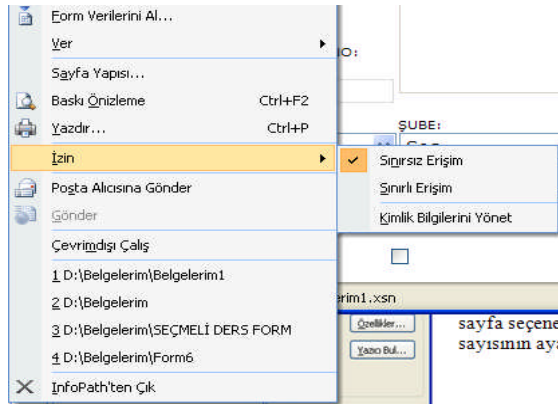 Form Verilerini Al...
Ver
NO:
Sayfa Yapısı...
Baskı Önizleme Ctrl+F2
Yazdır... Ctrl+P
ŞUBE:
İzin
Sınırsız Erişim
Posta Alıcısına Gönder
Sınırlı Erişim
Gönder
Kimlik Bilgilerini Yönet
Çevrimdışı Çalış
1 D:\Belgelerim\Belgelerim1
2 D:\Belgelerim
erim1.xsn
3 D:\Belgelerim\SEÇMELİ DERS FORM
Özellikler...
sayfa seçene
4 D:\Belgelerim\Form6
Yazıcı Bul...
sayısının aya
InfoPath'ten Çık